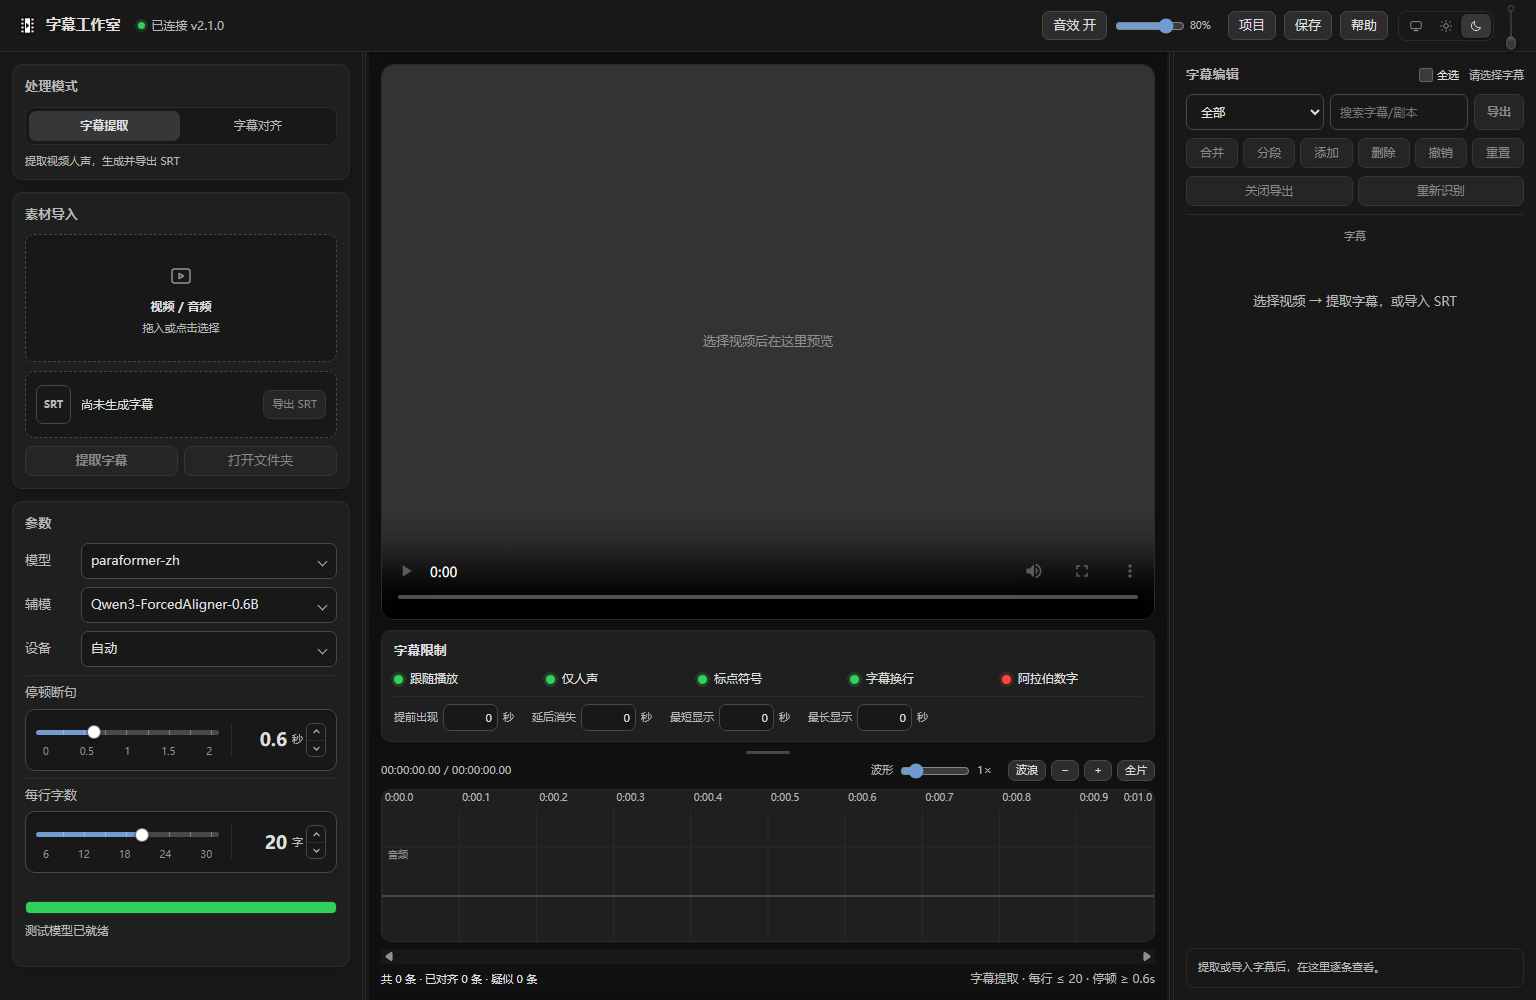 字幕工作室
已连接 v2.1.0
音效 开
80%
项目
保存
帮助
处理模式
字幕提取
字幕对齐
提取视频人声，生成并导出 SRT
素材导入
视频 / 音频
拖入或点击选择
SRT
尚未生成字幕
导出 SRT
提取字幕
打开文件夹
参数
模型
paraformer-zh
辅模
Qwen3-ForcedAligner-0.6B
设备
自动
停顿断句
0 0.5 1 1.5 2
0.6 秒
每行字数
6 12 18 24 30
20 字
测试模型已就绪
选择视频后在这里预览
0:00
字幕限制
跟随播放
仅人声
标点符号
字幕换行
阿拉伯数字
提前出现 0 秒
延后消失 0 秒
最短显示 0 秒
最长显示 0 秒
00:00:00.00 / 00:00:00.00
波形
1×
波浪
−
+
全片
0:00.0 0:00.1 0:00.2 0:00.3 0:00.4 0:00.5 0:00.6 0:00.7 0:00.8 0:00.9 0:01.0
音频
共 0 条 · 已对齐 0 条 · 疑似 0 条
字幕提取 · 每行 ≤ 20 · 停顿 ≥ 0.6s
字幕编辑
全选
请选择字幕
全部
搜索字幕/剧本
导出
合并
分段
添加
删除
撤销
重置
关闭导出
重新识别
字幕
选择视频 → 提取字幕，或导入 SRT
提取或导入字幕后，在这里逐条查看。